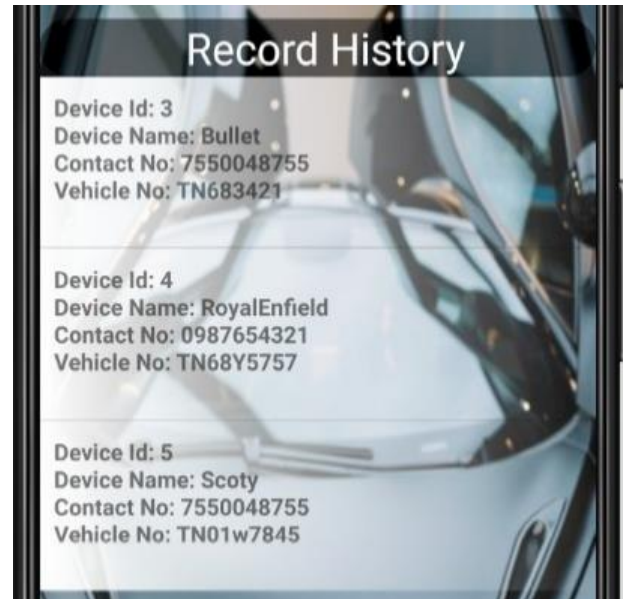 Record History
Device Id: 3
Device Name: Bullet
Contact No: 7550048755
Vehicle No: TN683421
Device Id: 4
Device Name: RoyalEnfield
Contact No: 0987654321
Vehicle No: TN68Y5757
Device Id: 5
Device Name: Scoty
Contact No: 7550048755
Vehicle No: TN01w7845